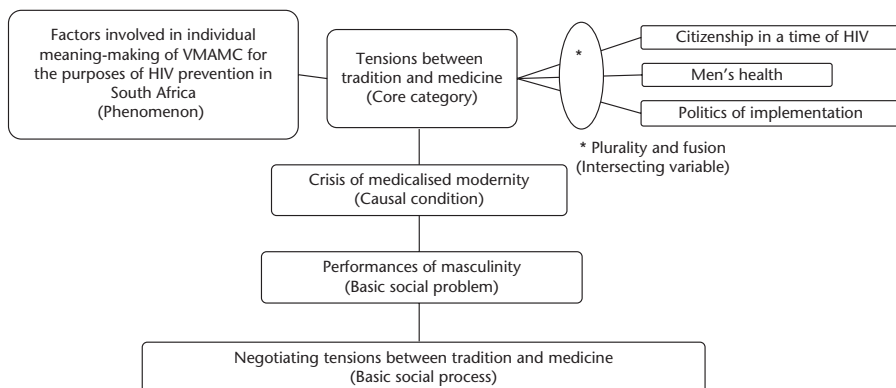 Factors involved in individual
meaning-making of VMAMC for
the purposes of HIV prevention in
South Africa
(Phenomenon)
Tensions between
tradition and medicine
(Core category)
*
Citizenship in a time of HIV
Men's health
Politics of implementation
* Plurality and fusion
(Intersecting variable)
Crisis of medicalised modernity
(Causal condition)
Performances of masculinity
(Basic social problem)
Negotiating tensions between tradition and medicine
(Basic social process)